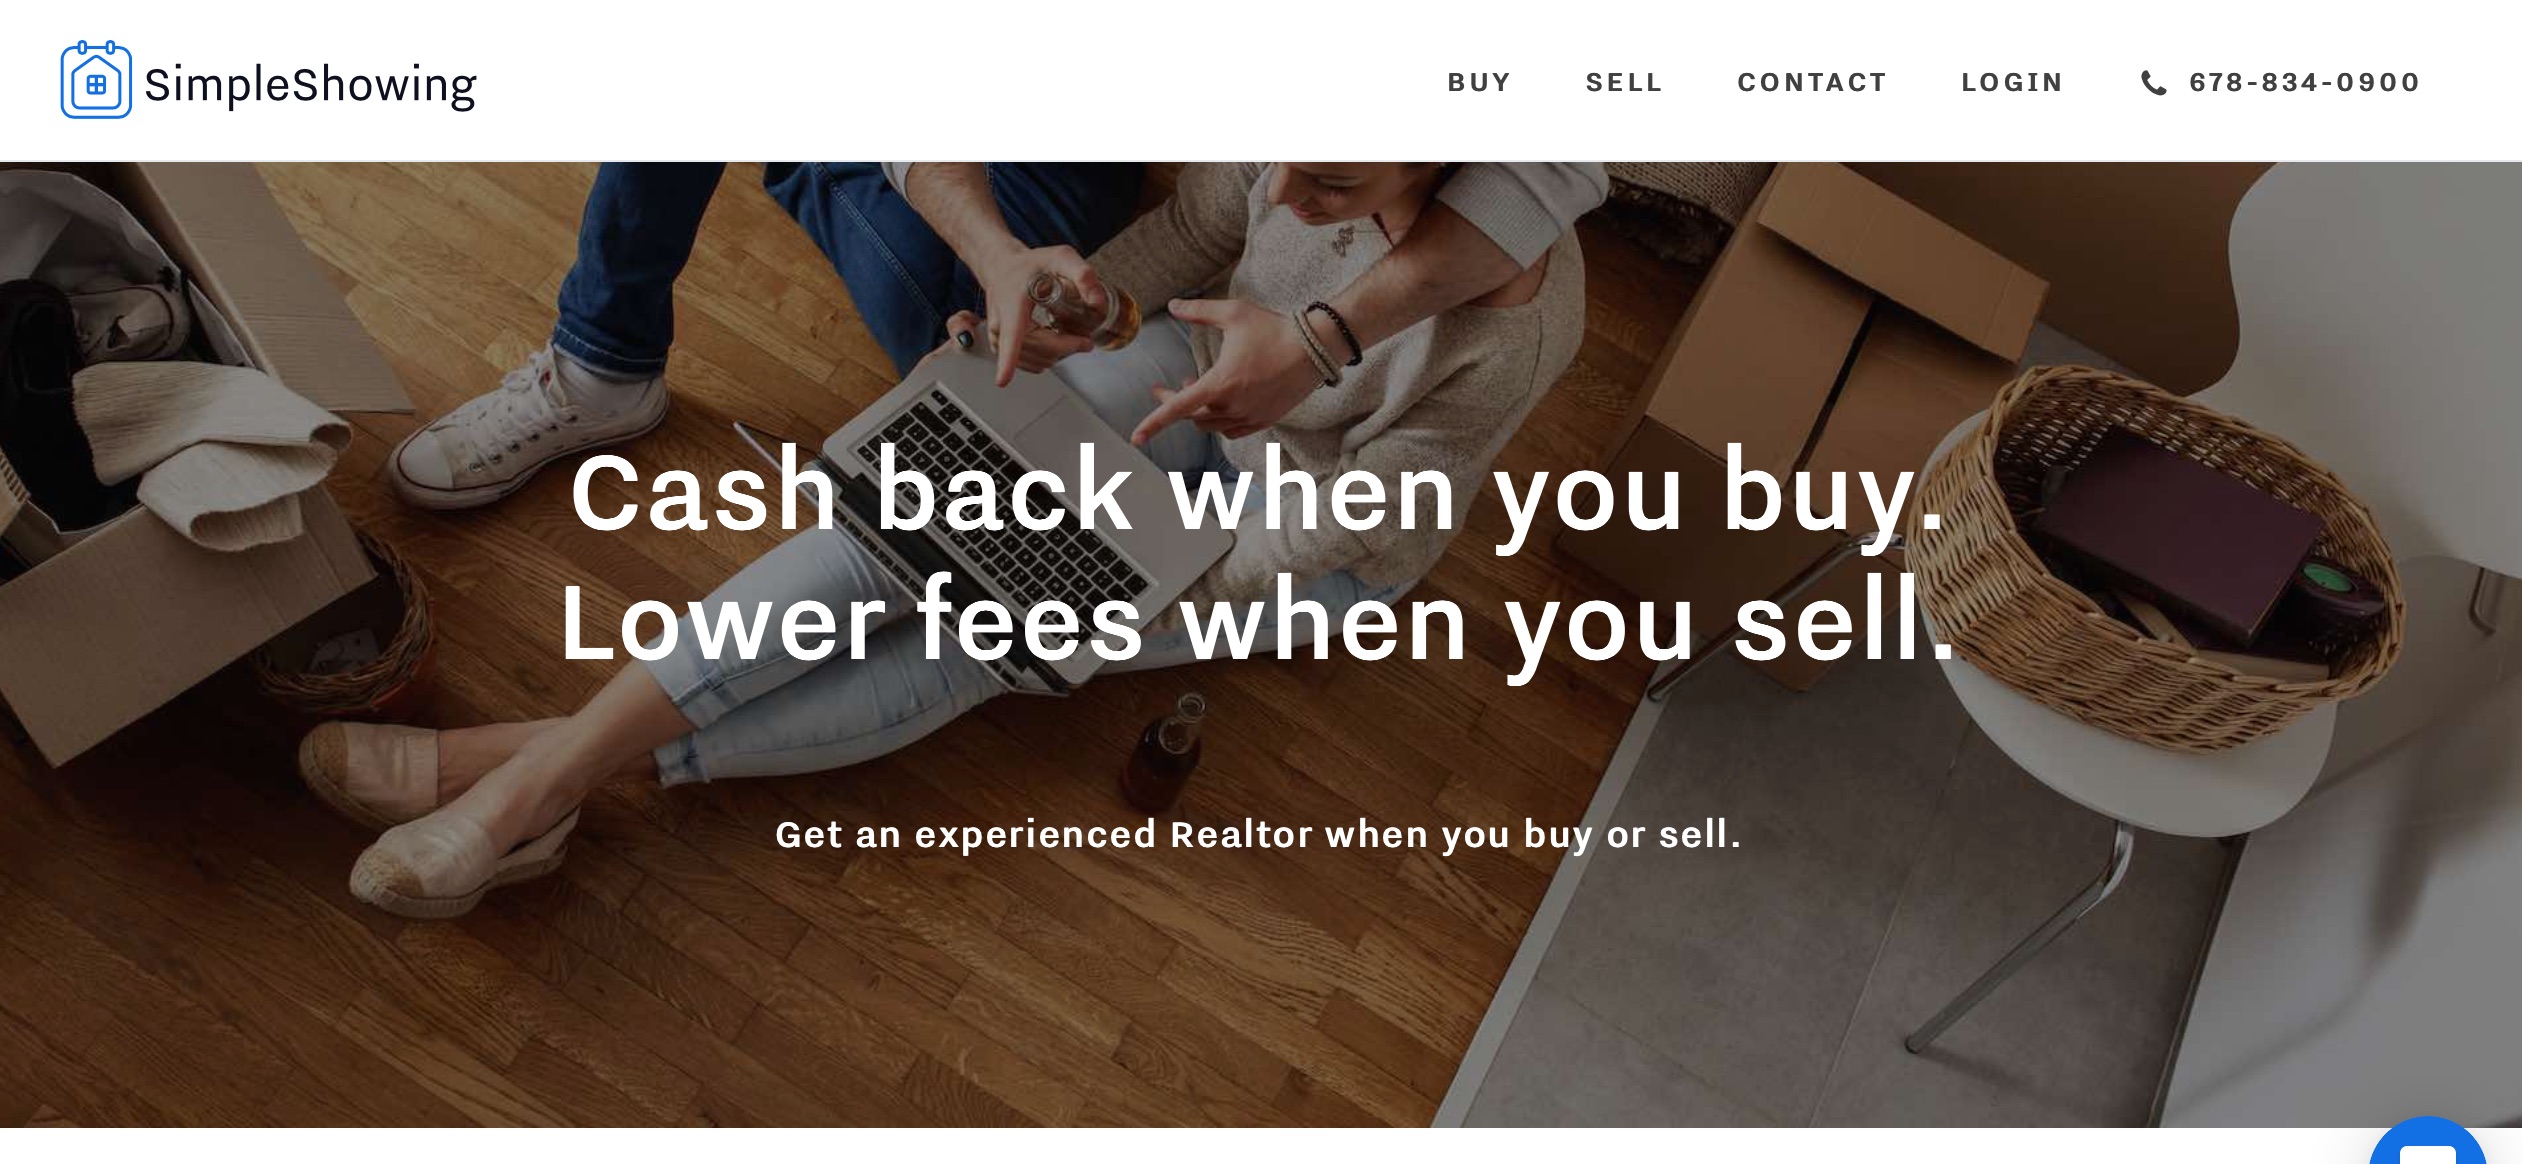 SimpleShowing
BUY SELL CONTACT LOGIN 678-834-0900
Cash back when you buy.
Lower fees when you sell.
Get an experienced Realtor when you buy or sell.